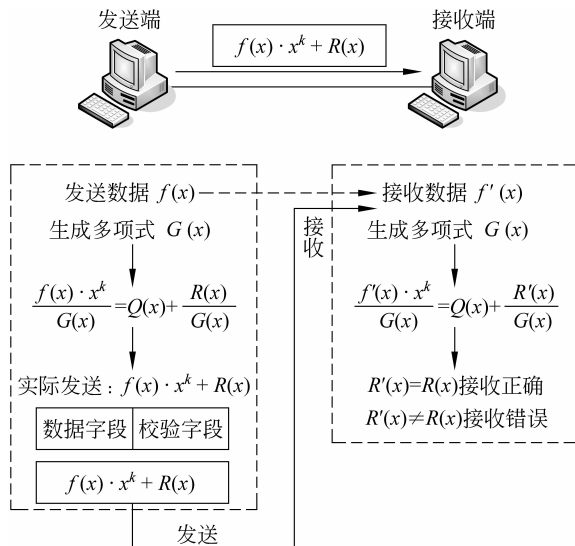 发送端
接收端
f(x)·x^k+R(x)
发送数据 f(x)
生成多项式 G(x)
f(x)·x^k/G(x)=Q(x)+R(x)/G(x)
实际发送：f(x)·x^k+R(x)
数据字段 校验字段
f(x)·x^k+R(x)
发送
接收
接收数据 f'(x)
生成多项式 G(x)
f'(x)·x^k/G(x)=Q(x)+R'(x)/G(x)
R'(x)=R(x)接收正确
R'(x)≠R(x)接收错误